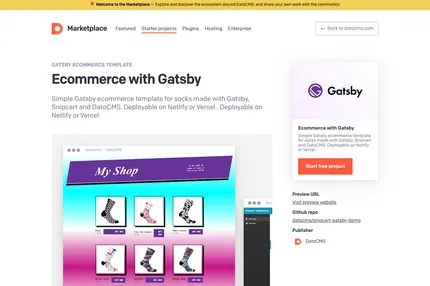 Welcome to the Marketplace — Explore and discover the ecosystem around DatoCMS, and share your own work with the community!
Marketplace
Featured
Starter projects
Plugins
Hosting
Enterprise
← Back to datocms.com
GATSBY ECOMMERCE TEMPLATE
Ecommerce with Gatsby
Simple Gatsby ecommerce template for socks made with Gatsby,
Snipcart and DatoCMS. Deployable on Netlify or Vercel. Deployable on
Netlify or Vercel
My Shop
Gatsby
Ecommerce with Gatsby
Simple Gatsby ecommerce template
for socks made with Gatsby, Snipcart
and DatoCMS. Deployable on Netlify
or Vercel
Start free project
Preview URL
Visit preview website
Github repo
datocms/snipcart-gatsby-demo
Publisher
DatoCMS